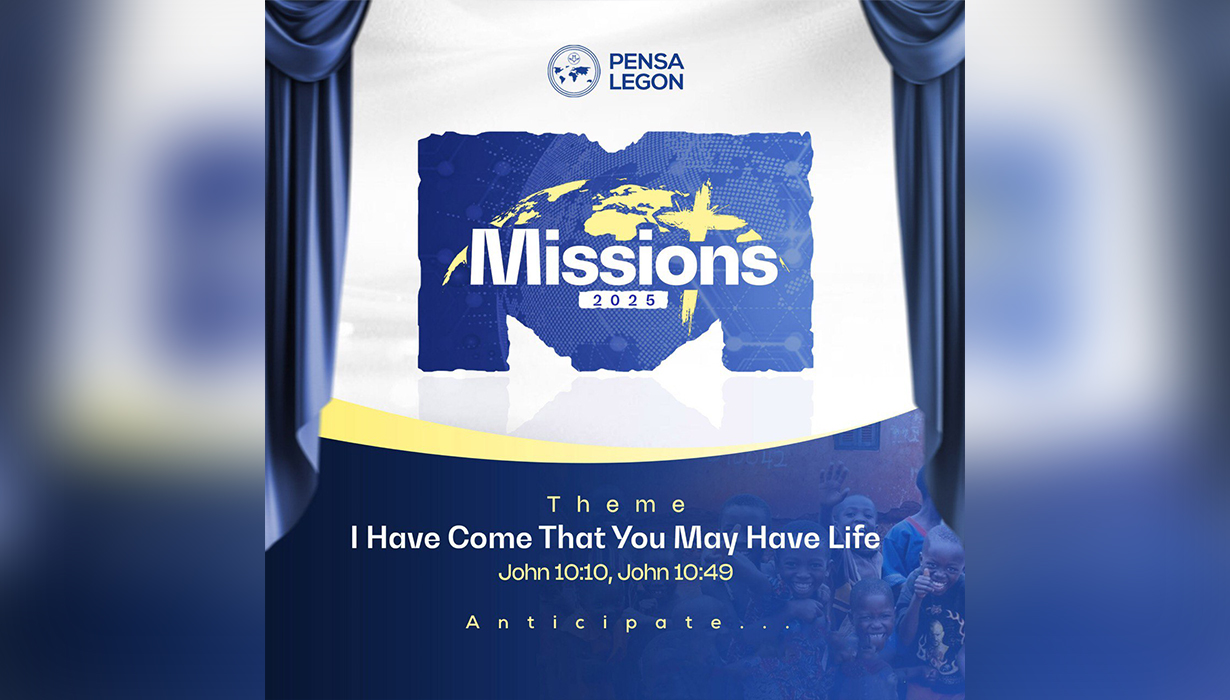 PENSA
LEGON
Missions
2025
Theme
I Have Come That You May Have Life
John 10:10, John 10:49
Anticipate...